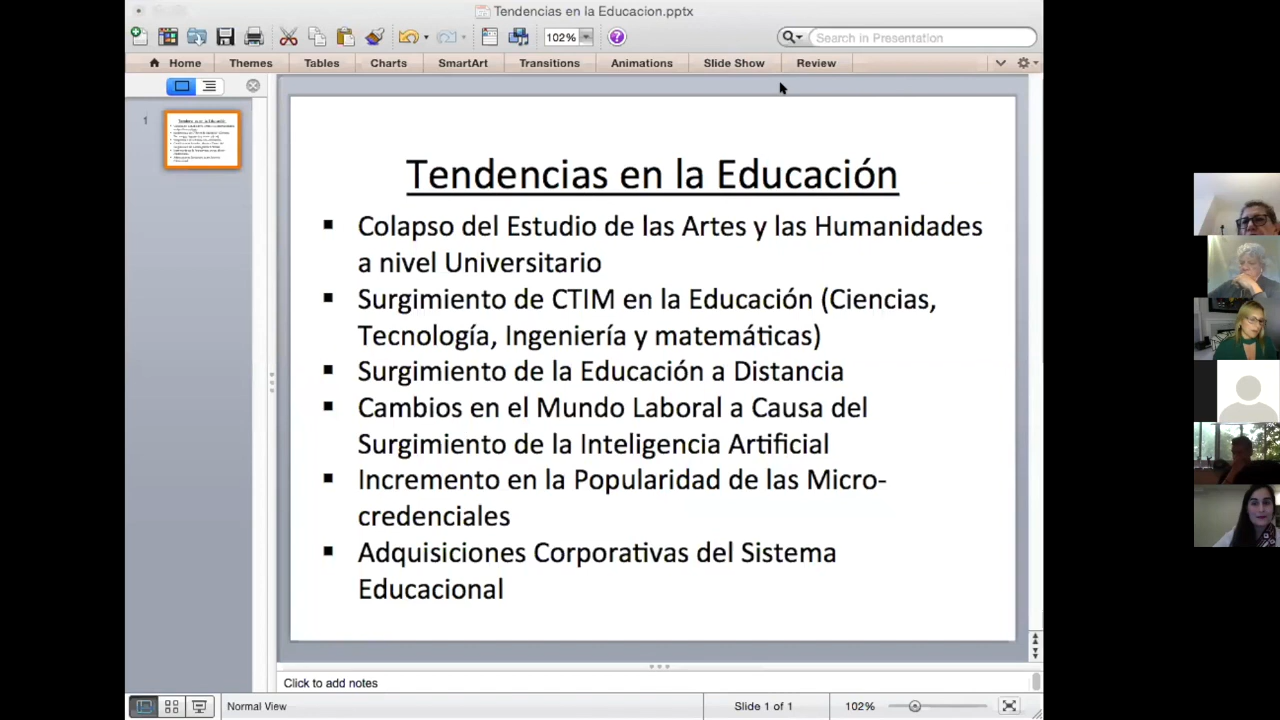 Tendencias en la Educacion.pptx
102%
Search in Presentation
Home
Themes
Tables
Charts
SmartArt
Transitions
Animations
Slide Show
Review
1
Tendencias en la Educación
Colapso del Estudio de las Artes y las Humanidades
a nivel Universitario
Surgimiento de CTIM en la Educación (Ciencias,
Tecnología, Ingeniería y matemáticas)
Surgimiento de la Educación a Distancia
Cambios en el Mundo Laboral a Causa del
Surgimiento de la Inteligencia Artificial
Incremento en la Popularidad de las Micro-
credenciales
Adquisiciones Corporativas del Sistema
Educacional
Click to add notes
Normal View
Slide 1 of 1
102%